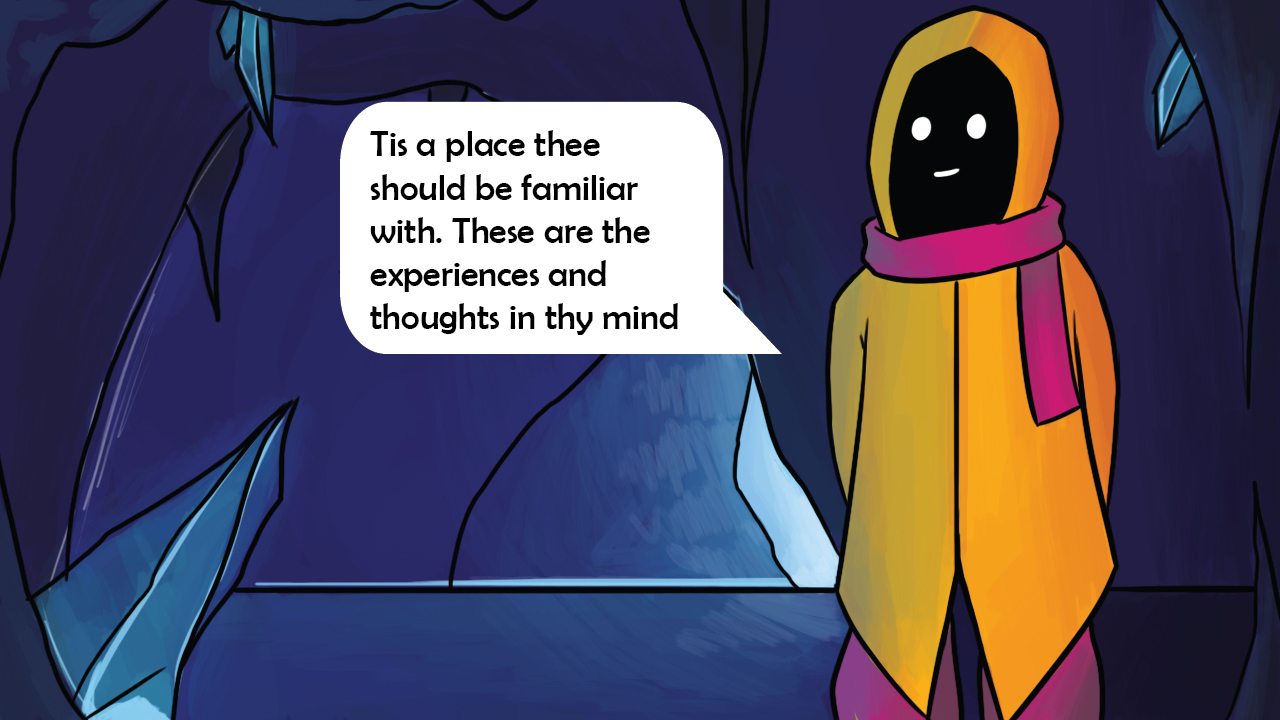 Tis a place thee
should be familiar
with. These are the
experiences and
thoughts in thy mind